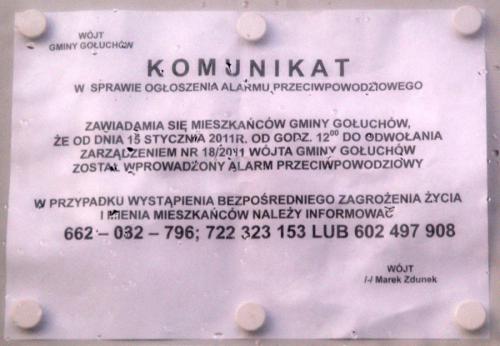 WÓJT
GMINY GOŁUCHÓW
KOMUNIKAT
W SPRAWIE OGŁOSZENIA ALARMU PRZECIWPOWODZIOWEGO
ZAWIADAMIA SIĘ MIESZKAŃCÓW GMINY GOŁUCHÓW,
ŻE OD DNIA 15 STYCZNIA 2011R. OD GODZ. 12⁰⁰ DO ODWOŁANIA
ZARZĄDZENIEM NR 18/2011 WÓJTA GMINY GOŁUCHÓW
ZOSTAŁ WPROWADZONY ALARM PRZECIWPOWODZIOWY
W PRZYPADKU WYSTĄPIENIA BEZPOŚREDNIEGO ZAGROŻENIA ŻYCIA
I MIENIA MIESZKAŃCÓW NALEŻY INFORMOWAĆ
662 – 032 – 796; 722 323 153 LUB 602 497 908
WÓJT
/-/ Marek Zdunek